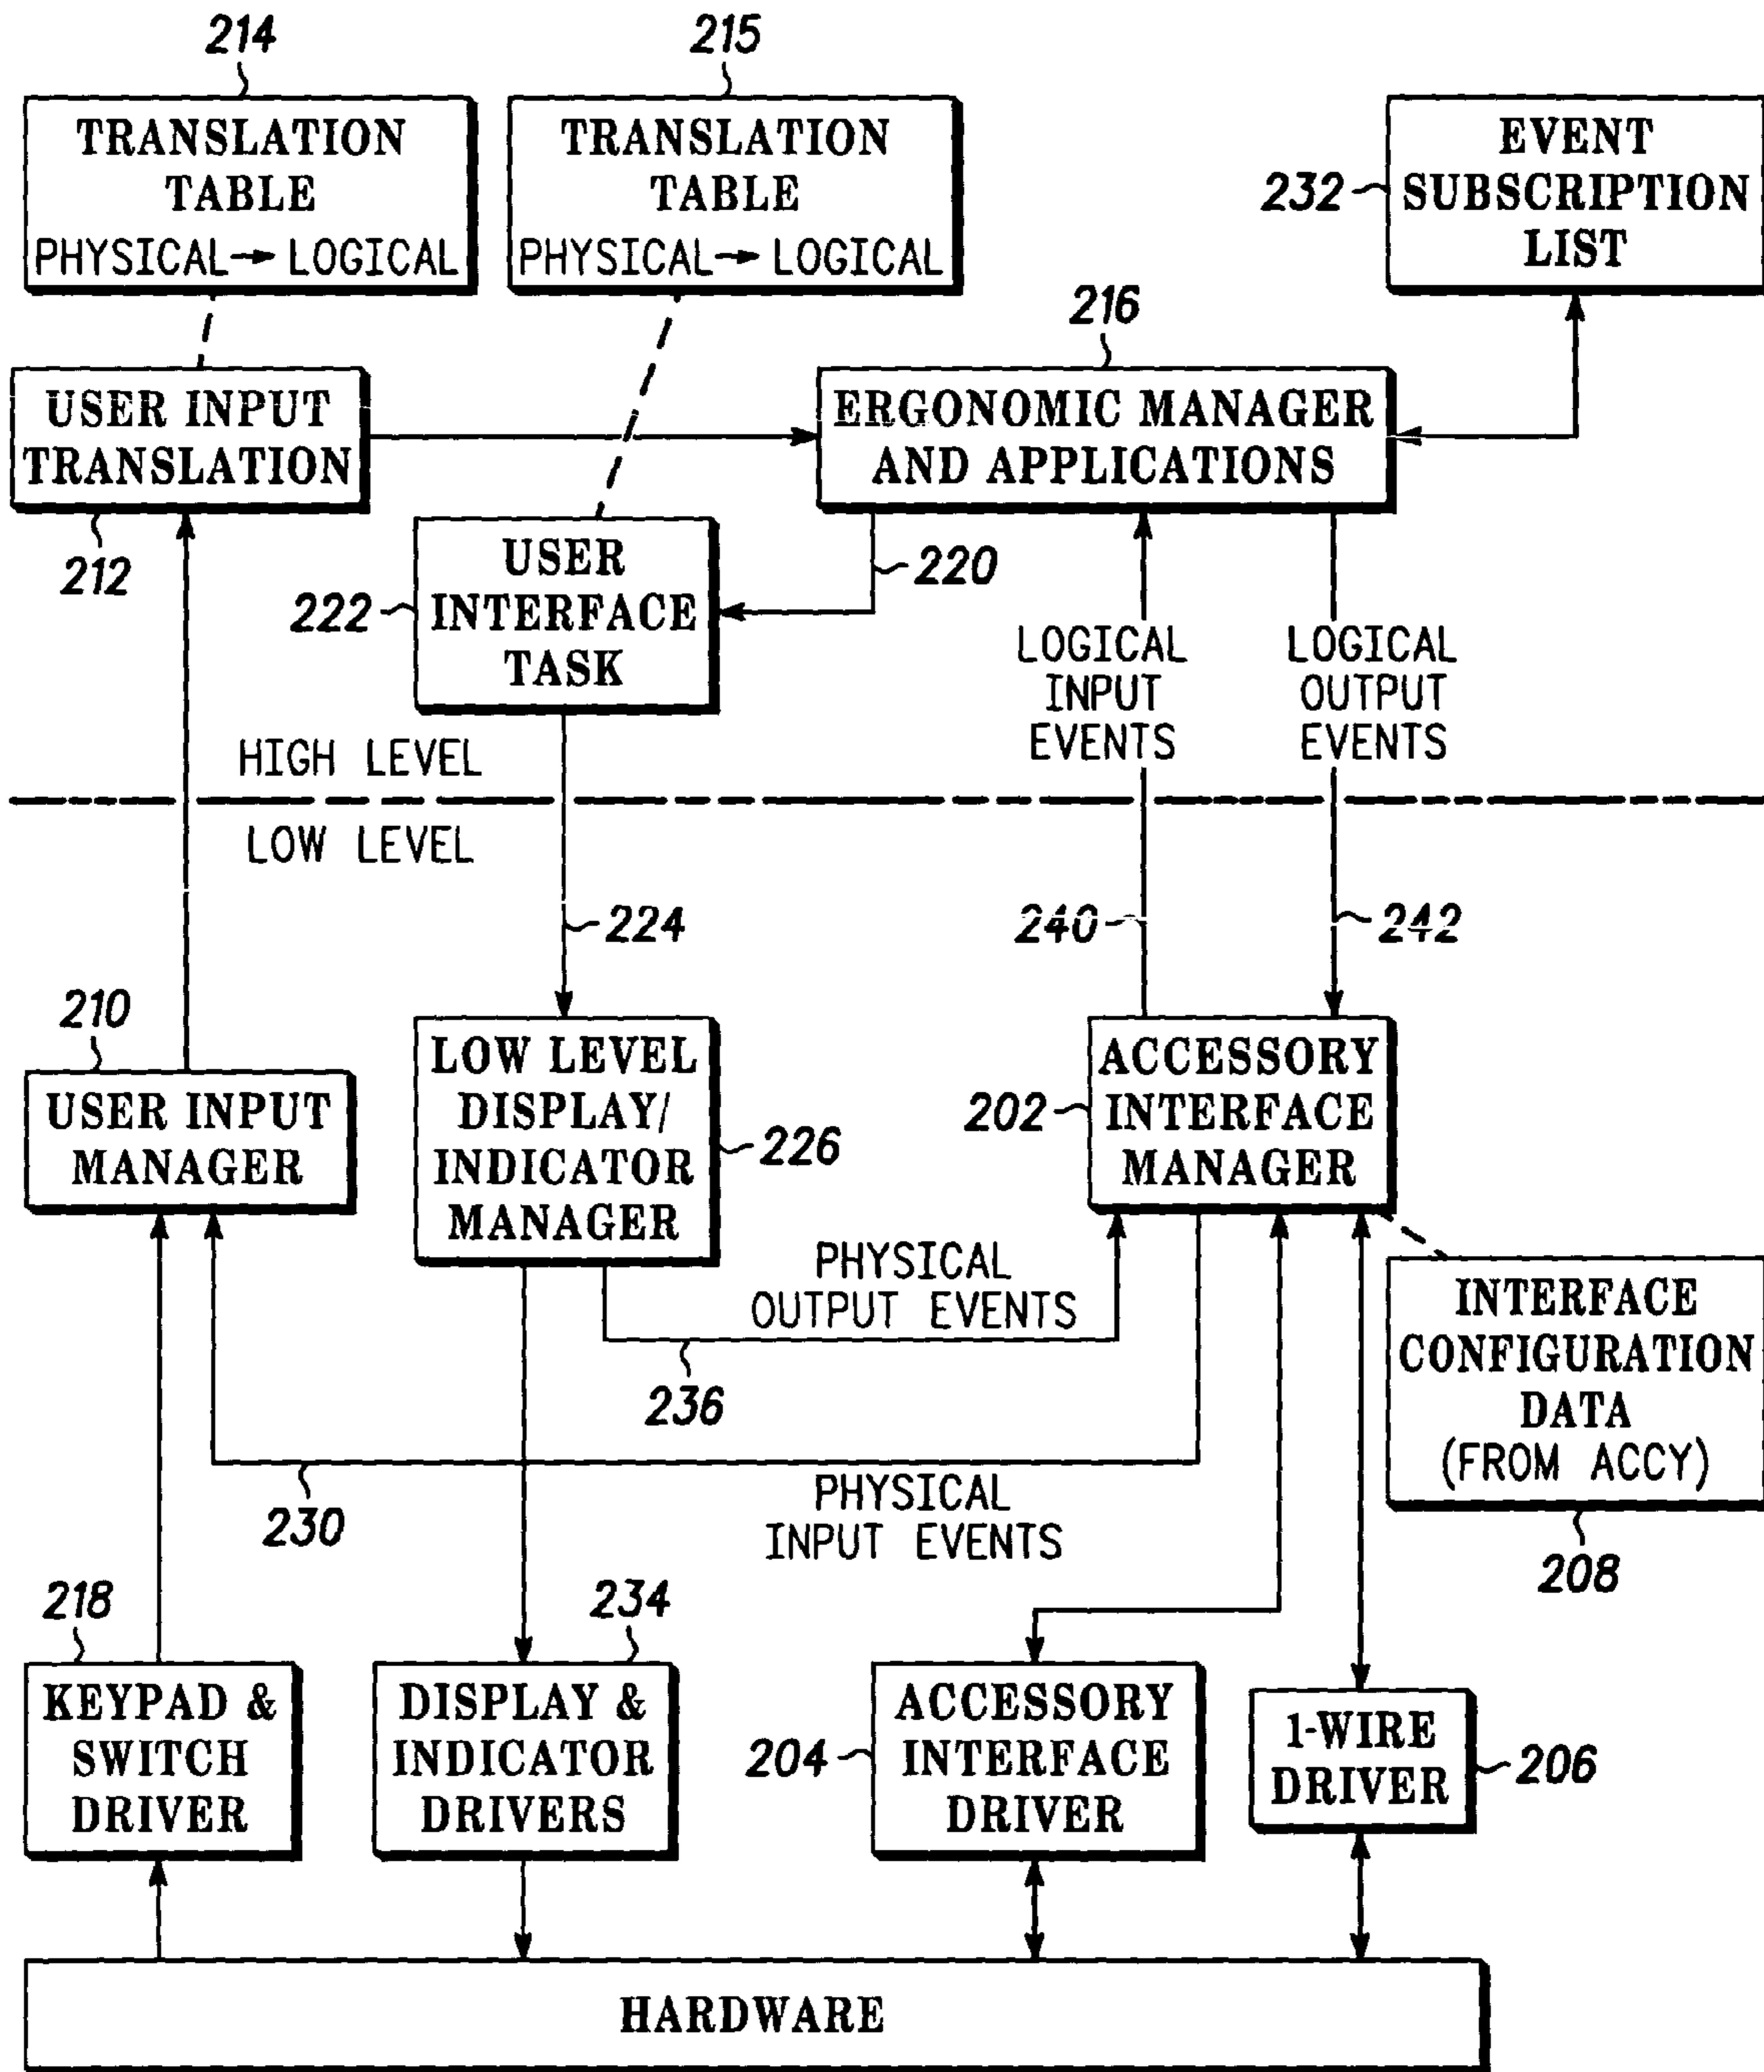 214
215
TRANSLATION
TABLE
PHYSICAL → LOGICAL
TRANSLATION
TABLE
PHYSICAL → LOGICAL
EVENT
SUBSCRIPTION
LIST
232
216
USER INPUT
TRANSLATION
212
ERGONOMIC MANAGER
AND APPLICATIONS
USER
INTERFACE
TASK
222
220
LOGICAL
INPUT
EVENTS
LOGICAL
OUTPUT
EVENTS
HIGH LEVEL
LOW LEVEL
224
240
242
210
USER INPUT
MANAGER
LOW LEVEL
DISPLAY/
INDICATOR
MANAGER
226
202
ACCESSORY
INTERFACE
MANAGER
PHYSICAL
OUTPUT EVENTS
236
INTERFACE
CONFIGURATION
DATA
(FROM ACCY)
208
230
PHYSICAL
INPUT EVENTS
218
234
KEYPAD &
SWITCH
DRIVER
DISPLAY &
INDICATOR
DRIVERS
204
ACCESSORY
INTERFACE
DRIVER
1-WIRE
DRIVER
206
HARDWARE